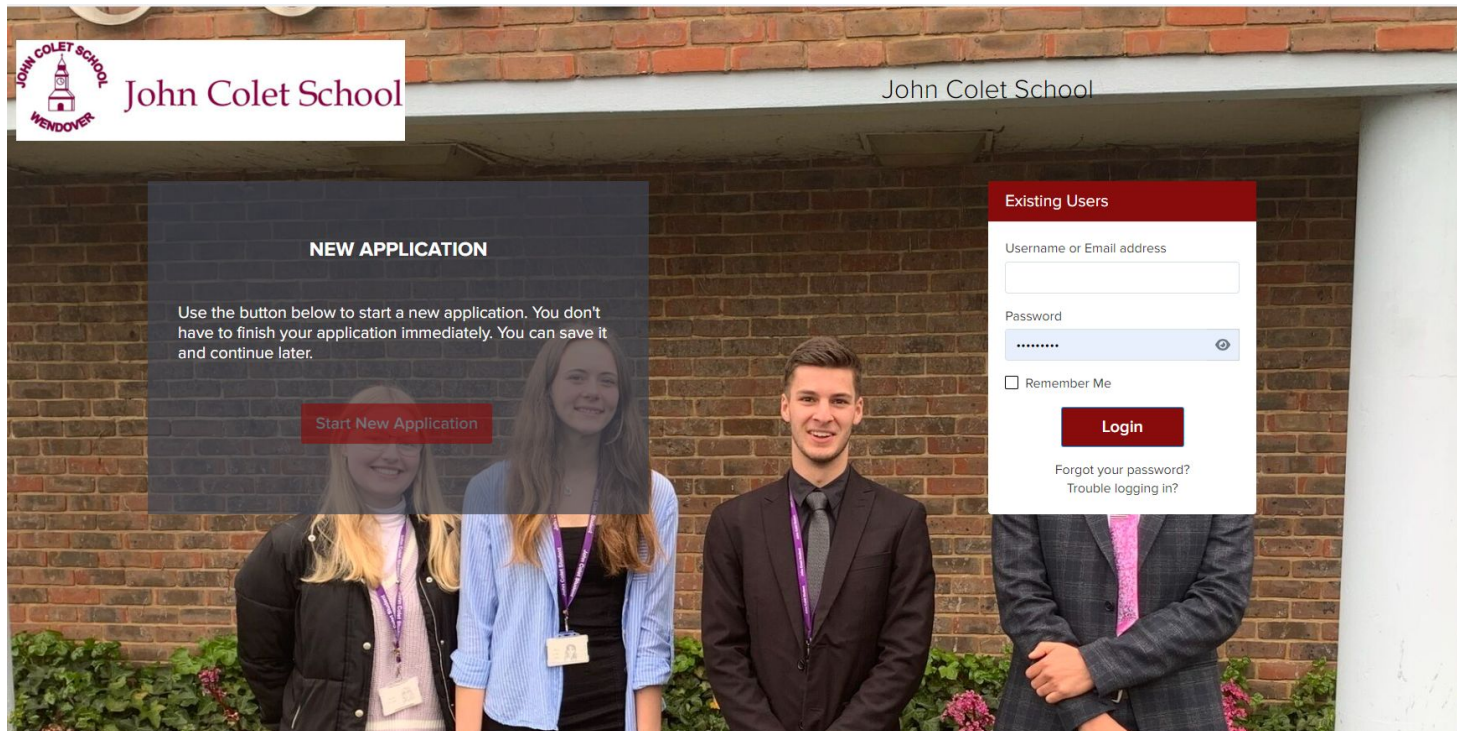 JOHN COLET SCHOOL
WENDOVER
John Colet School
John Colet School
NEW APPLICATION
Use the button below to start a new application. You don't
have to finish your application immediately. You can save it
and continue later.
Start New Application
Existing Users
Username or Email address
Password
•••••••••
Remember Me
Login
Forgot your password?
Trouble logging in?